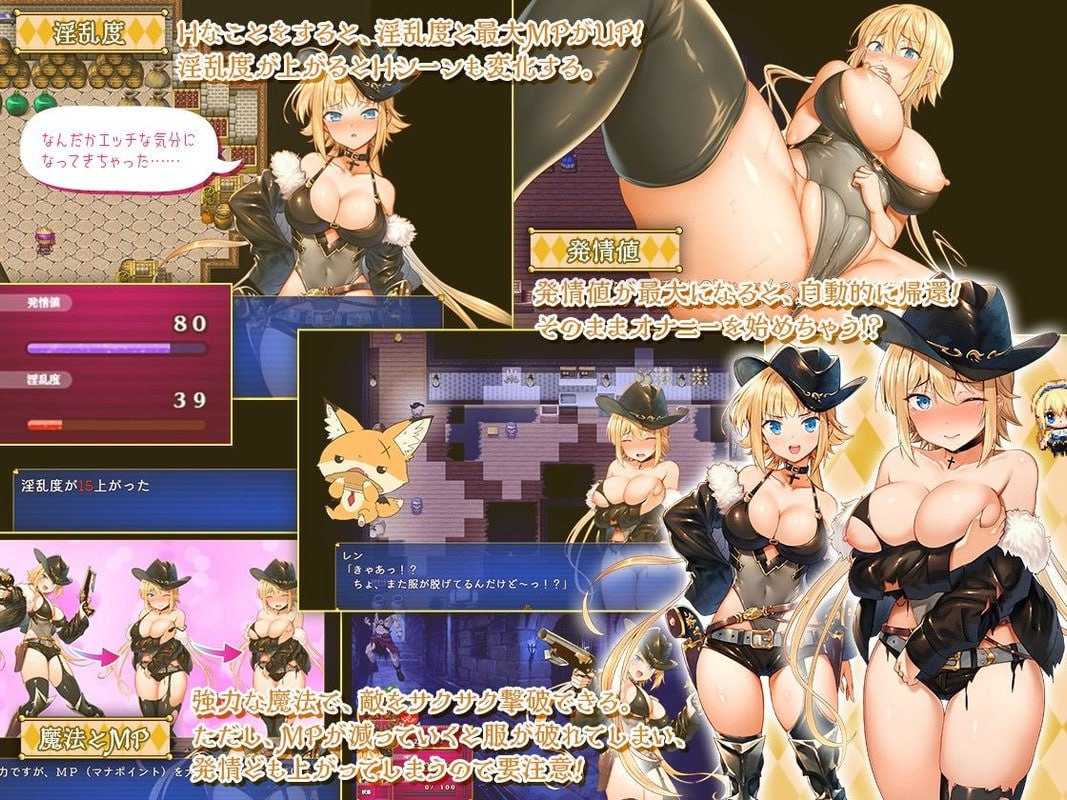 淫乱度
Hなことをすると、淫乱度と最大MPがUP!
淫乱度が上がるとHシーンも変化する。
なんだかエッチな気分に
なってきちゃった……
発情値
発情値が最大になると、自動的に帰還!
そのままオナニーを始めちゃう!?
発情値
80
淫乱度
39
淫乱度が15上がった
レン
「きゃあっ!?
ちょ、また服が脱げてるんだけど～っ!?」
魔法とMP
強力な魔法で、敵をサクサク撃破できる。
ただし、MPが減っていくと服が破れてしまい、
発情ども上がってしまうので要注意!
力ですが、MP（マナポイント）を
0/100